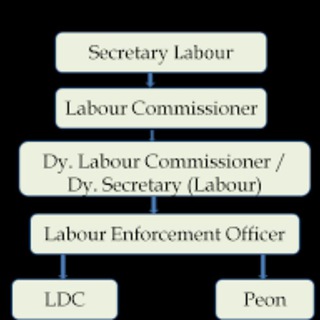 Secretary Labour
Labour Commissioner
Dy. Labour Commissioner /
Dy. Secretary (Labour)
Labour Enforcement Officer
LDC
Peon